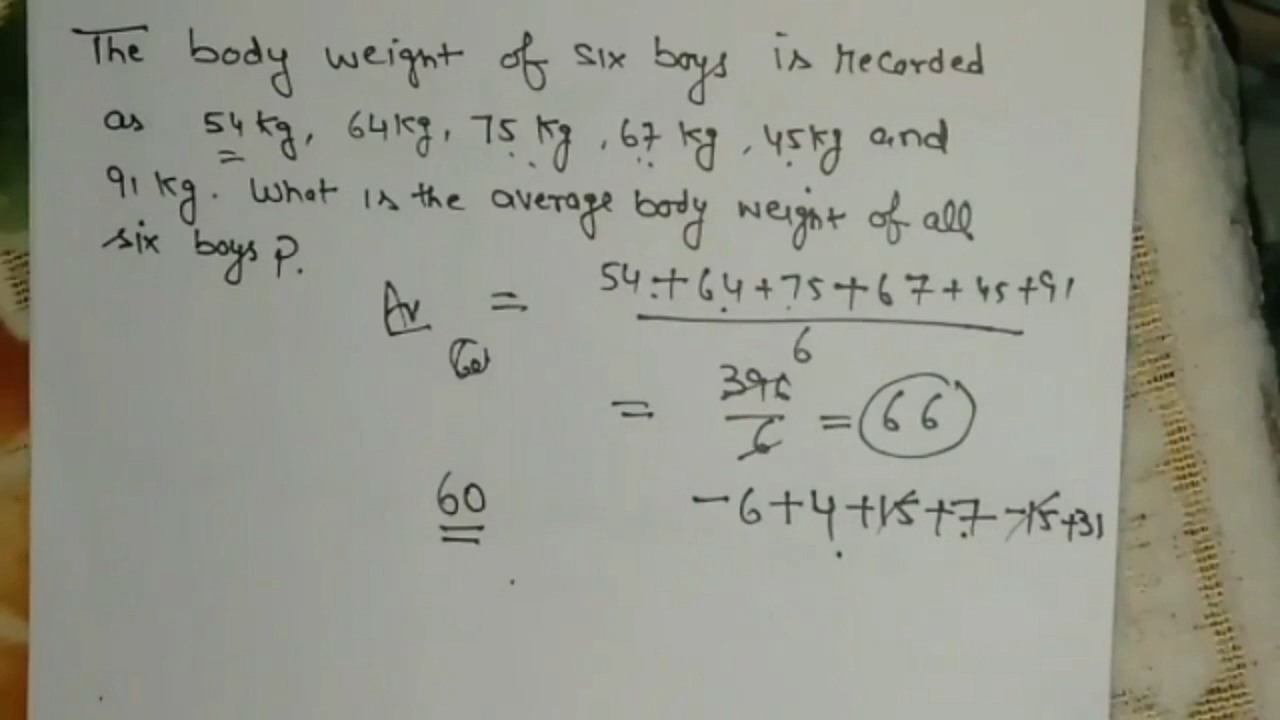 The body weight of six boys is recorded
as 54 kg, 64 kg, 75 kg, 67 kg, 45 kg and
91 kg. What is the average body weight of all
six boys?.
Av = 54 + 64 + 75 + 67 + 45 + 91
6
= 396
6
= 66
60
-6+4+15+7-15+31